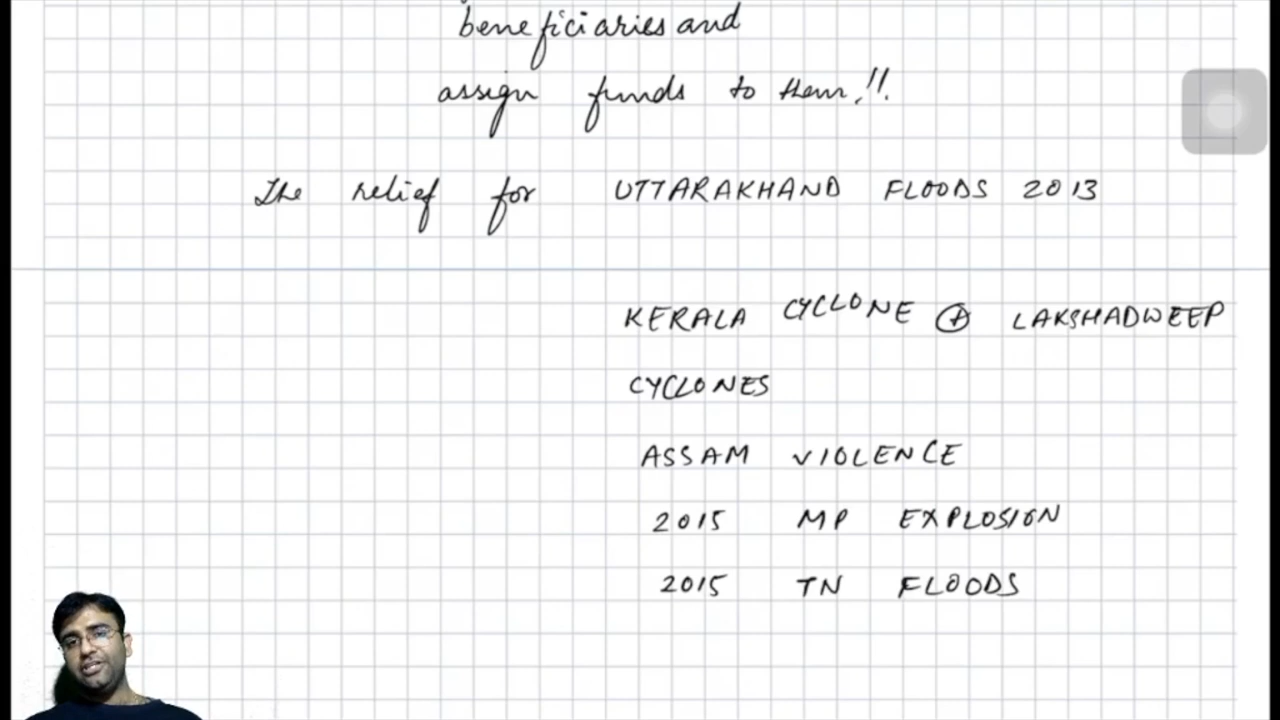 beneficiaries and
assign funds to them!!.
The relief for UTTARAKHAND FLOODS 2013
KERALA CYCLONE + LAKSHADWEEP
CYCLONES
ASSAM VIOLENCE
2015 MP EXPLOSION
2015 TN FLOODS